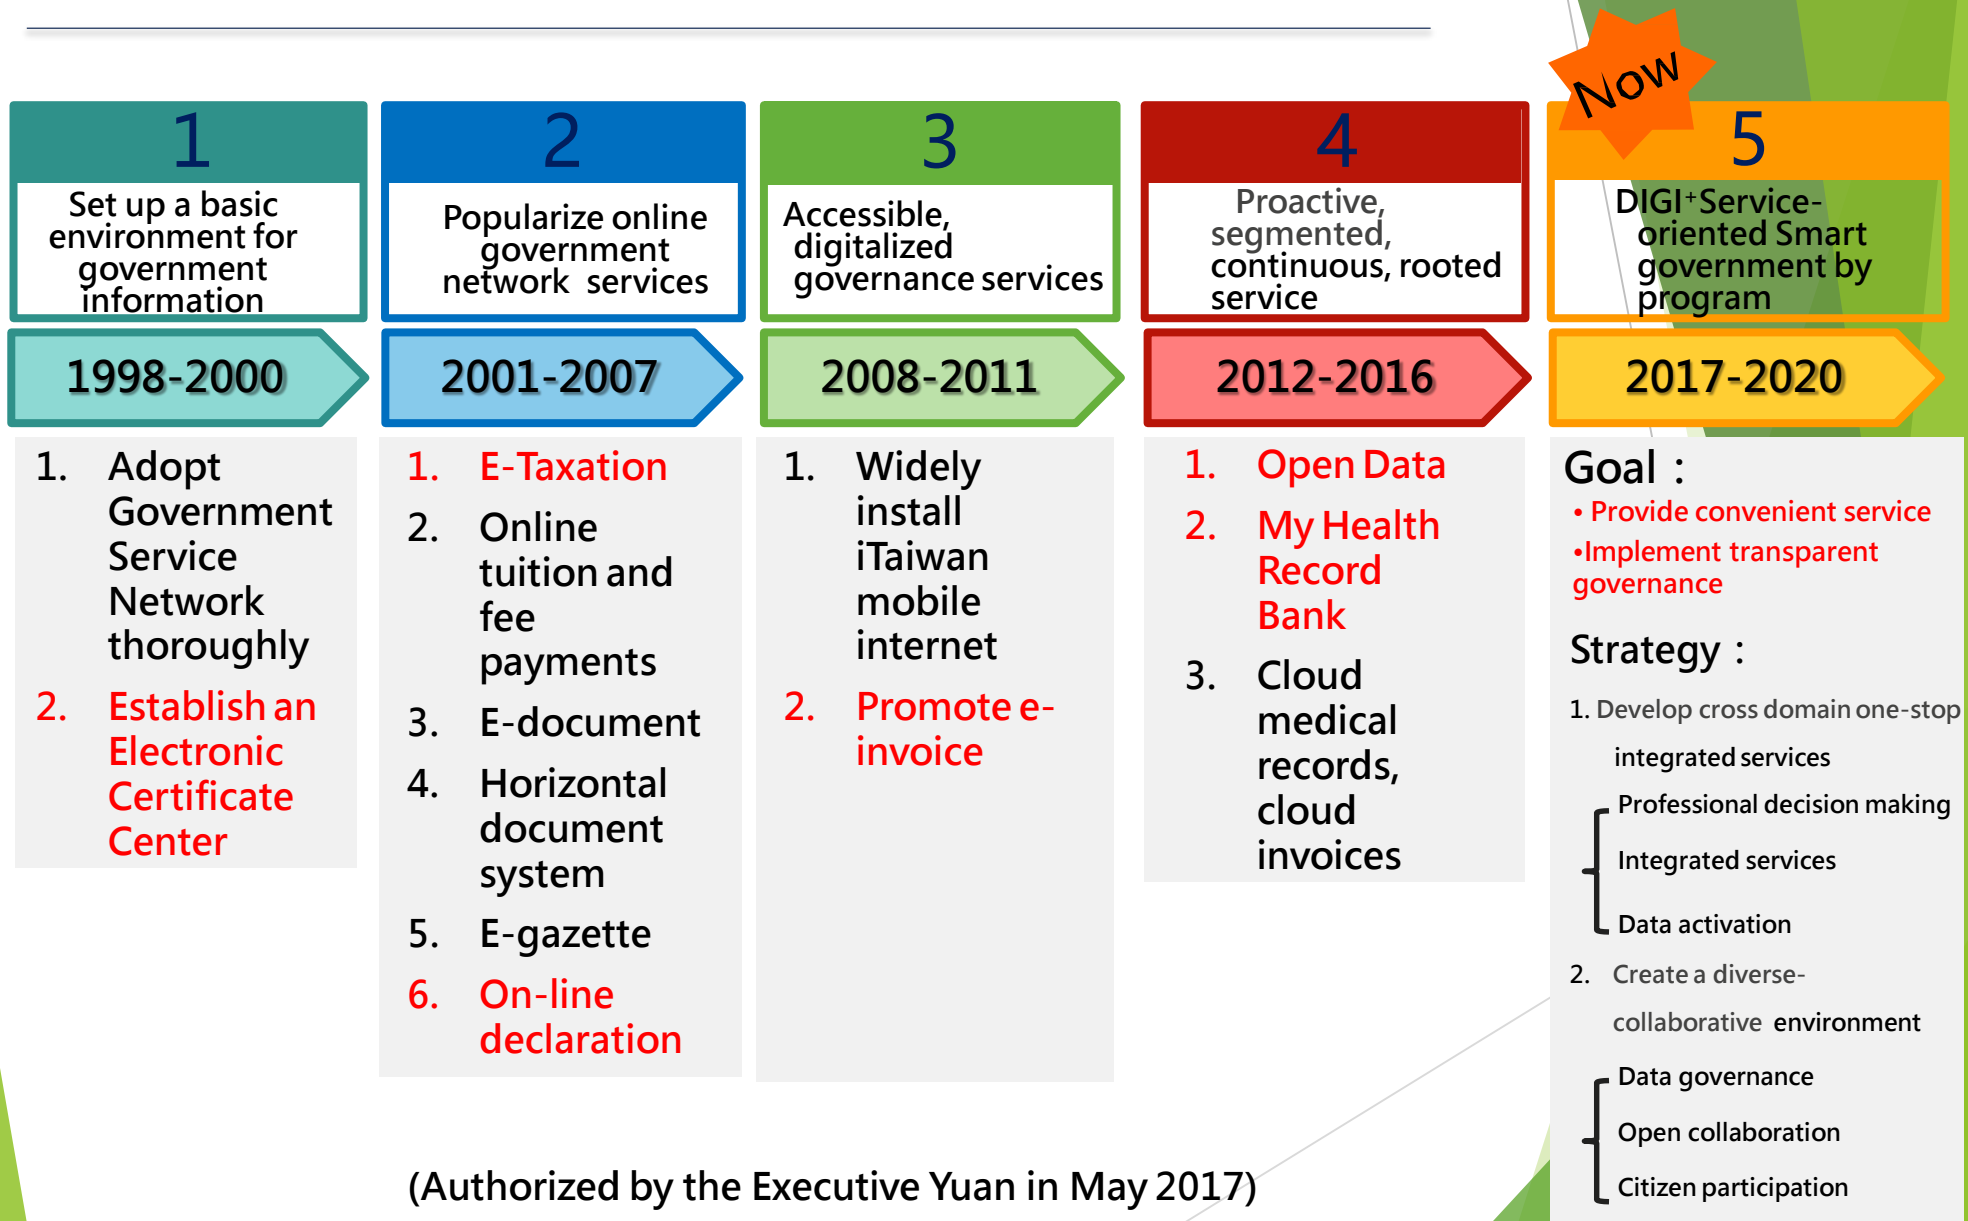 Now
1
Set up a basic
environment for
government
information
1998-2000
1. Adopt
Government
Service
Network
thoroughly
2. Establish an
Electronic
Certificate
Center
2
Popularize online
government
network services
2001-2007
1. E-Taxation
2. Online
tuition and
fee
payments
3. E-document
4. Horizontal
document
system
5. E-gazette
6. On-line
declaration
3
Accessible,
digitalized
governance services
2008-2011
1. Widely
install
iTaiwan
mobile
internet
2. Promote e-
invoice
4
Proactive,
segmented,
continuous, rooted
service
2012-2016
1. Open Data
2. My Health
Record
Bank
3. Cloud
medical
records,
cloud
invoices
5
DIGI⁺Service-
oriented Smart
government by
program
2017-2020
Goal：
• Provide convenient service
•Implement transparent
governance
Strategy：
1. Develop cross domain one-stop
integrated services
Professional decision making
Integrated services
Data activation
2. Create a diverse-
collaborative environment
Data governance
Open collaboration
Citizen participation
(Authorized by the Executive Yuan in May 2017)